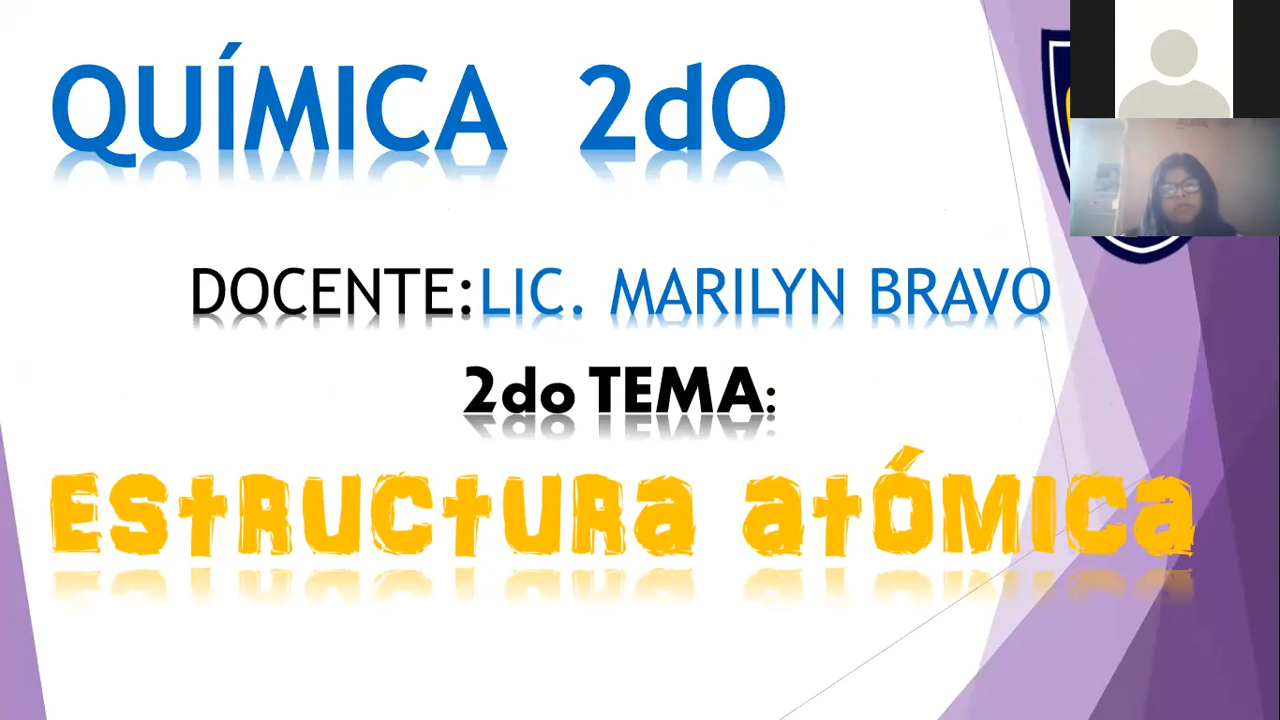 QUÍMICA 2dO
DOCENTE: LIC. MARILYN BRAVO
2do TEMA:
ESTRUCTURA ATÓMICA